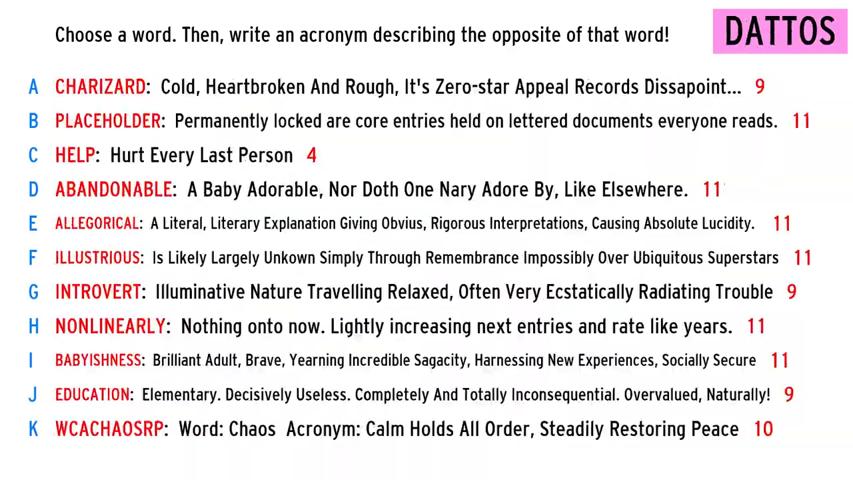 Choose a word. Then, write an acronym describing the opposite of that word!
DATTOS
A CHARIZARD: Cold, Heartbroken And Rough, It's Zero-star Appeal Records Dissapoint... 9
B PLACEHOLDER: Permanently locked are core entries held on lettered documents everyone reads. 11
C HELP: Hurt Every Last Person 4
D ABANDONABLE: A Baby Adorable, Nor Doth One Nary Adore By, Like Elsewhere. 11
E ALLEGORICAL: A Literal, Literary Explanation Giving Obvius, Rigorous Interpretations, Causing Absolute Lucidity. 11
F ILLUSTRIOUS: Is Likely Largely Unkown Simply Through Remembrance Impossibly Over Ubiquitous Superstars 11
G INTROVERT: Illuminative Nature Travelling Relaxed, Often Very Ecstatically Radiating Trouble 9
H NONLINEARLY: Nothing onto now. Lightly increasing next entries and rate like years. 11
I BABYISHNESS: Brilliant Adult, Brave, Yearning Incredible Sagacity, Harnessing New Experiences, Socially Secure 11
J EDUCATION: Elementary. Decisively Useless. Completely And Totally Inconsequential. Overvalued, Naturally! 9
K WCACHAOSRP: Word: Chaos Acronym: Calm Holds All Order, Steadily Restoring Peace 10